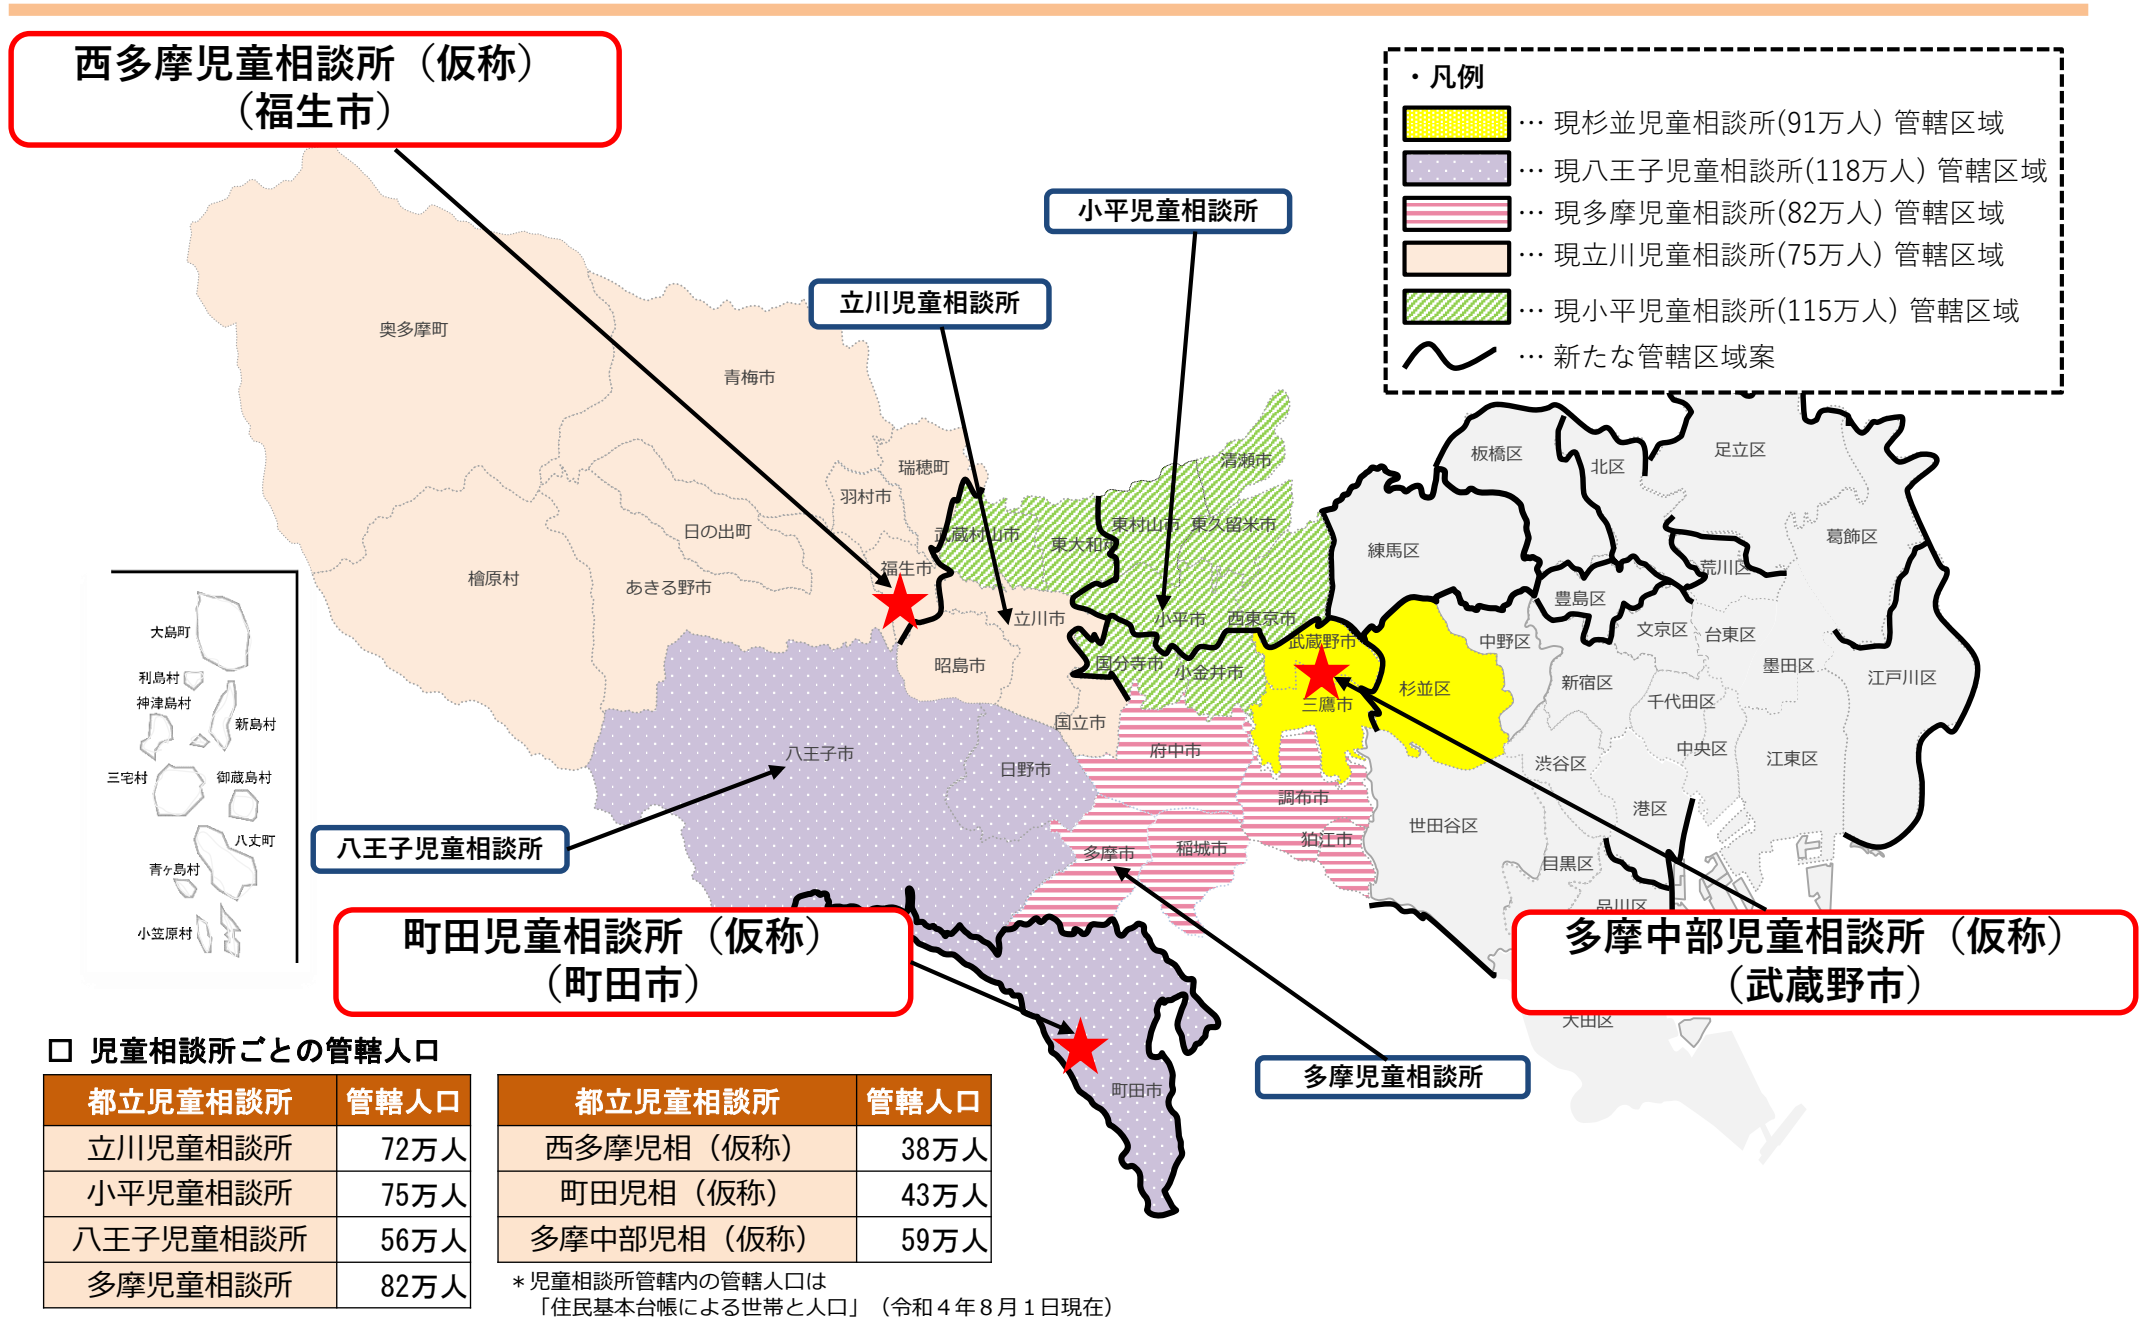 西多摩児童相談所（仮称）
（福生市）
・凡例
… 現杉並児童相談所(91万人) 管轄区域
… 現八王子児童相談所(118万人) 管轄区域
… 現多摩児童相談所(82万人) 管轄区域
… 現立川児童相談所(75万人) 管轄区域
… 現小平児童相談所(115万人) 管轄区域
… 新たな管轄区域案
小平児童相談所
立川児童相談所
奥多摩町
青梅市
瑞穂町
羽村市
日の出町
檜原村
あきる野市
福生市
武蔵村山市
東大和市
東村山市
清瀬市
東久留米市
立川市
小平市
西東京市
昭島市
国分寺市
小金井市
武蔵野市
三鷹市
国立市
府中市
八王子市
日野市
調布市
狛江市
多摩市
稲城市
町田市
板橋区
北区
足立区
練馬区
葛飾区
荒川区
豊島区
中野区
文京区
台東区
墨田区
江戸川区
杉並区
新宿区
千代田区
中央区
渋谷区
江東区
港区
世田谷区
目黒区
品川区
大田区
大島町
利島村
神津島村
新島村
三宅村
御蔵島村
八丈町
青ヶ島村
小笠原村
八王子児童相談所
町田児童相談所（仮称）
（町田市）
多摩中部児童相談所（仮称）
（武蔵野市）
多摩児童相談所
□ 児童相談所ごとの管轄人口
都立児童相談所 管轄人口
立川児童相談所 72万人
小平児童相談所 75万人
八王子児童相談所 56万人
多摩児童相談所 82万人
都立児童相談所 管轄人口
西多摩児相（仮称） 38万人
町田児相（仮称） 43万人
多摩中部児相（仮称） 59万人
＊児童相談所管轄内の管轄人口は
「住民基本台帳による世帯と人口」（令和４年８月１日現在）